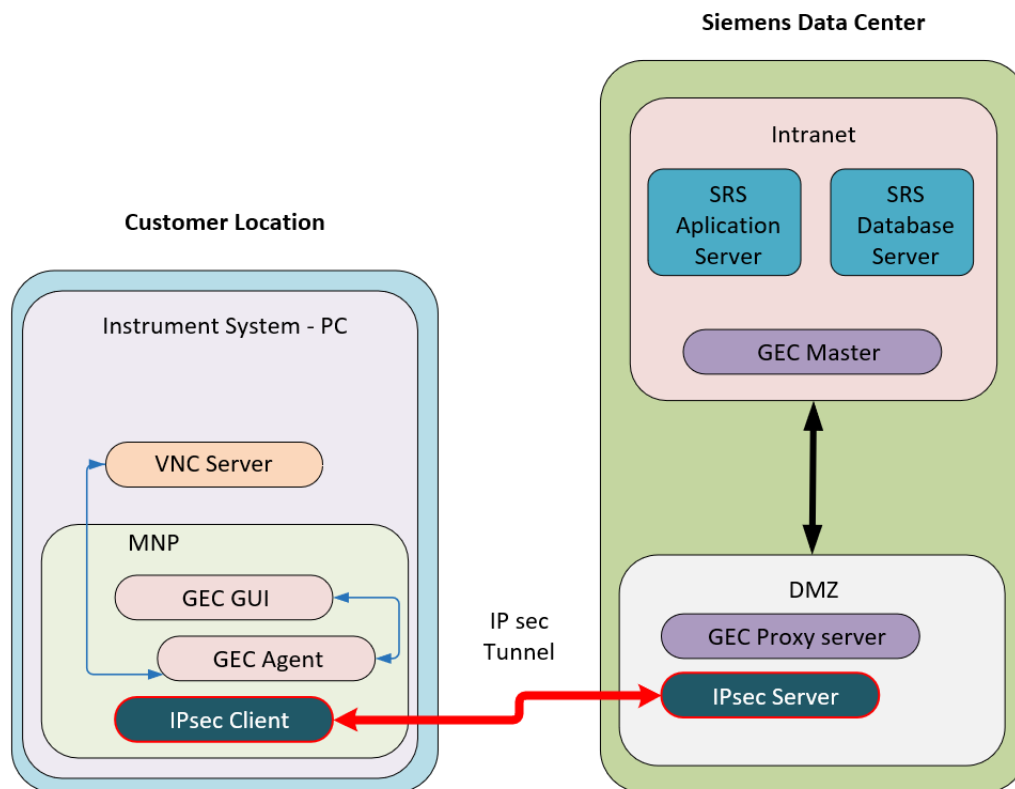 Siemens Data Center
Intranet
SRS
Aplication
Server
SRS
Database
Server
GEC Master
Customer Location
Instrument System - PC
VNC Server
MNP
GEC GUI
GEC Agent
IPsec Client
IP sec
Tunnel
DMZ
GEC Proxy server
IPsec Server